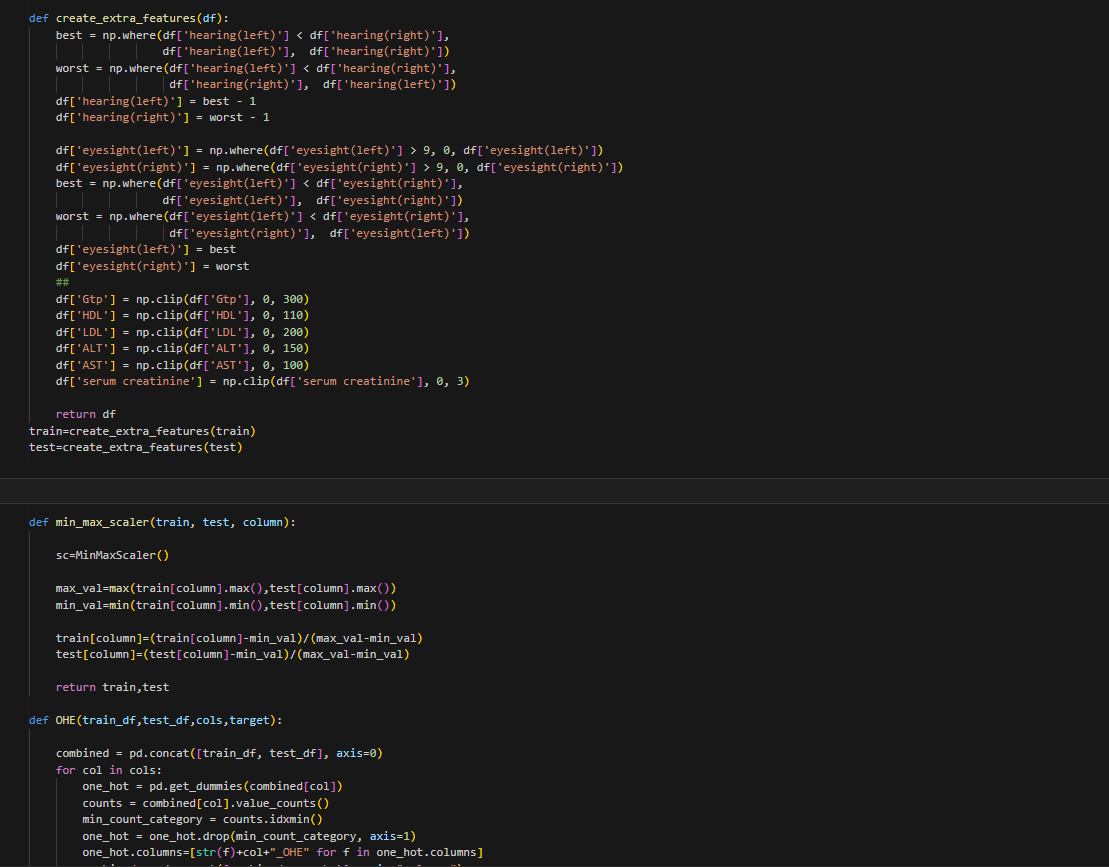 def create_extra_features(df):
    best = np.where(df['hearing(left)'] < df['hearing(right)'],
                    df['hearing(left)'],  df['hearing(right)'])
    worst = np.where(df['hearing(left)'] < df['hearing(right)'],
                     df['hearing(right)'],  df['hearing(left)'])
    df['hearing(left)'] = best - 1
    df['hearing(right)'] = worst - 1

    df['eyesight(left)'] = np.where(df['eyesight(left)'] > 9, 0, df['eyesight(left)'])
    df['eyesight(right)'] = np.where(df['eyesight(right)'] > 9, 0, df['eyesight(right)'])
    best = np.where(df['eyesight(left)'] < df['eyesight(right)'],
                    df['eyesight(left)'],  df['eyesight(right)'])
    worst = np.where(df['eyesight(left)'] < df['eyesight(right)'],
                     df['eyesight(right)'],  df['eyesight(left)'])
    df['eyesight(left)'] = best
    df['eyesight(right)'] = worst
    ##
    df['Gtp'] = np.clip(df['Gtp'], 0, 300)
    df['HDL'] = np.clip(df['HDL'], 0, 110)
    df['LDL'] = np.clip(df['LDL'], 0, 200)
    df['ALT'] = np.clip(df['ALT'], 0, 150)
    df['AST'] = np.clip(df['AST'], 0, 100)
    df['serum creatinine'] = np.clip(df['serum creatinine'], 0, 3)

    return df
train=create_extra_features(train)
test=create_extra_features(test)

def min_max_scaler(train, test, column):

    sc=MinMaxScaler()

    max_val=max(train[column].max(),test[column].max())
    min_val=min(train[column].min(),test[column].min())

    train[column]=(train[column]-min_val)/(max_val-min_val)
    test[column]=(test[column]-min_val)/(max_val-min_val)

    return train,test

def OHE(train_df,test_df,cols,target):

    combined = pd.concat([train_df, test_df], axis=0)
    for col in cols:
        one_hot = pd.get_dummies(combined[col])
        counts = combined[col].value_counts()
        min_count_category = counts.idxmin()
        one_hot = one_hot.drop(min_count_category, axis=1)
        one_hot.columns=[str(f)+col+"_OHE" for f in one_hot.columns]